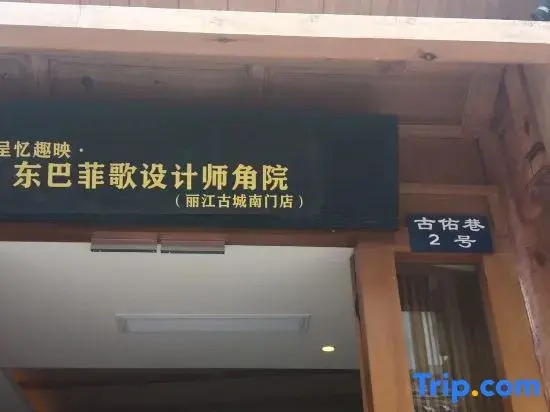 呈忆趣映·
东巴菲歌设计师角院
（丽江古城南门店）
古佑巷
2号
Trip.com